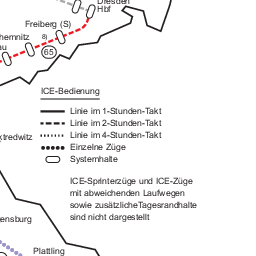 Dresden
Hbf
Freiberg (S)
hemnitz
8)
au
65
ICE-Bedienung
Linie im 1-Stunden-Takt
Linie im 2-Stunden-Takt
Linie im 4-Stunden-Takt
Einzelne Züge
Systemhalte
ktredwitz
ICE-Sprinterzüge und ICE-Züge
mit abweichenden Laufwegen
sowie zusätzlicheTagesrandhalte
sind nicht dargestellt
ensburg
Plattling